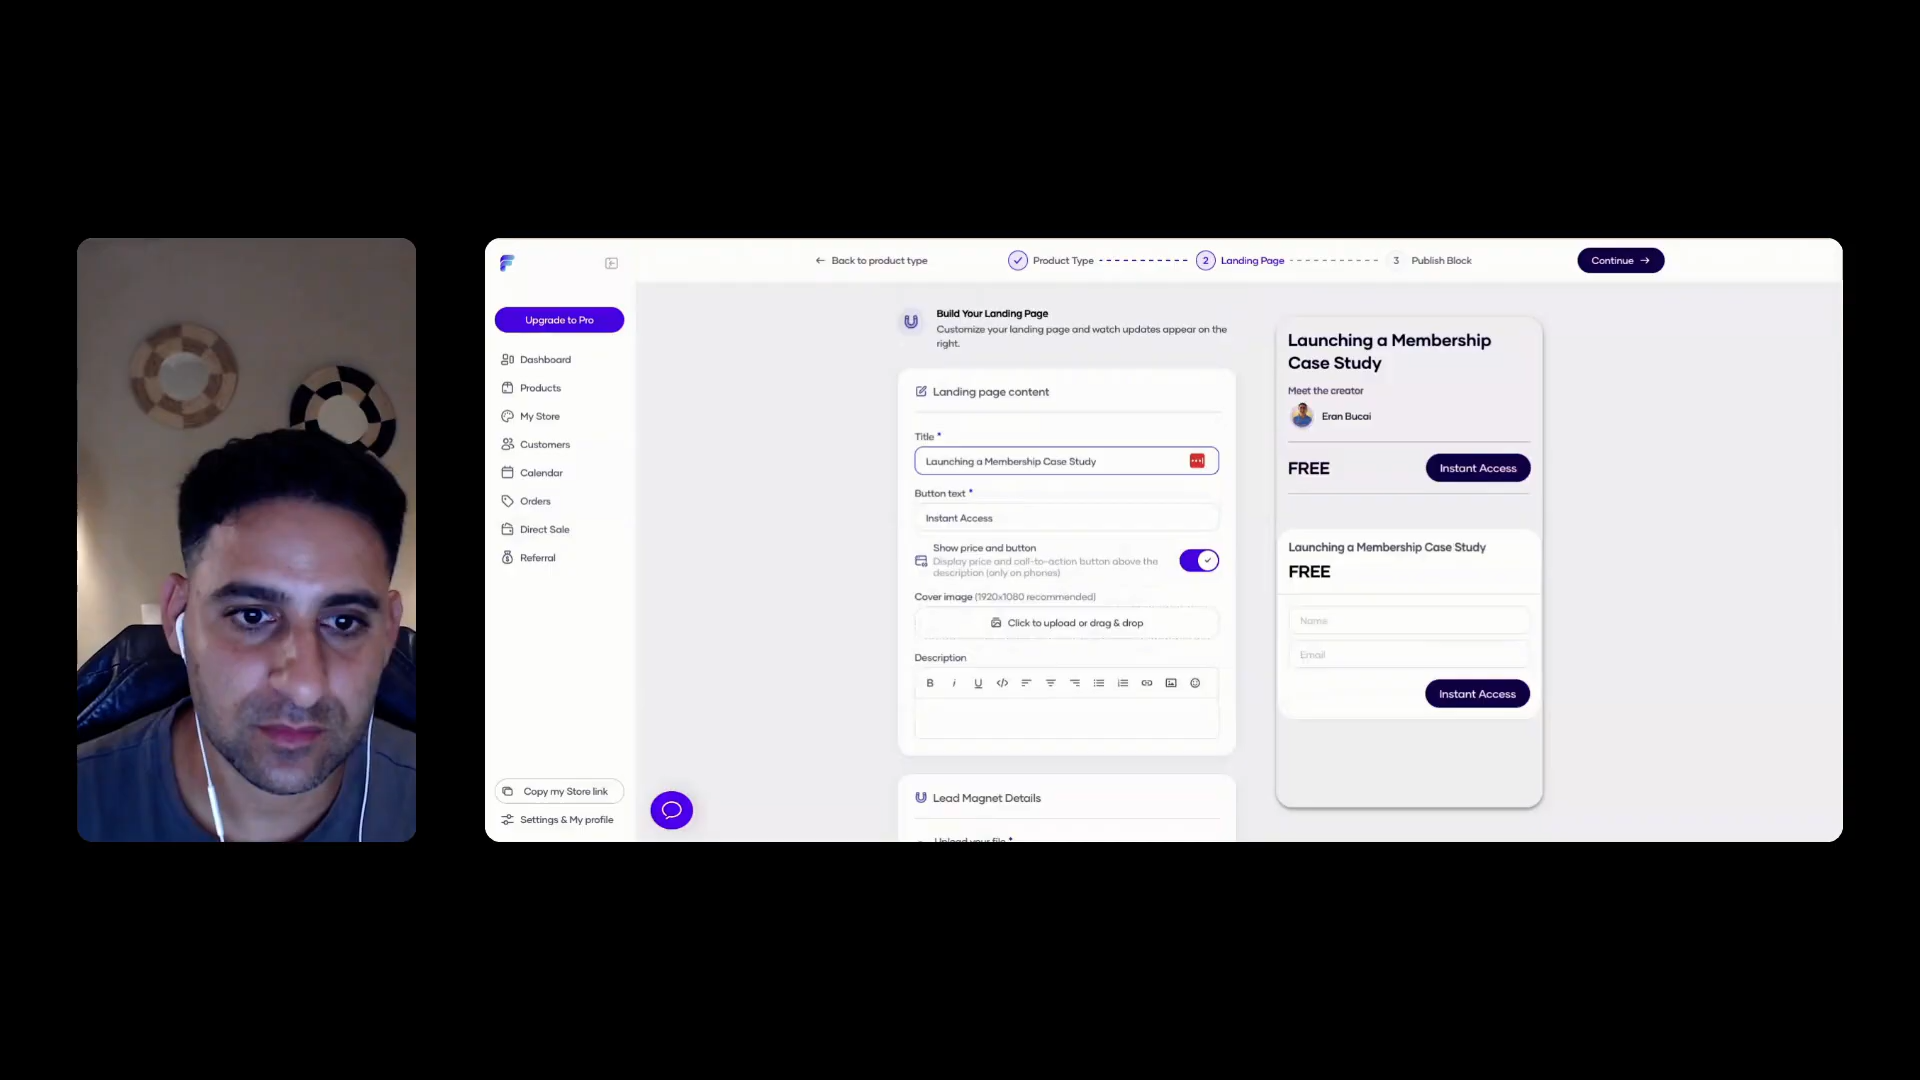 Back to product type
Product Type
2
Landing Page
3
Publish Block
Continue
Upgrade to Pro
Dashboard
Products
My Store
Customers
Calendar
Orders
Direct Sale
Referral
Copy my Store link
Settings & My profile
Build Your Landing Page
Customize your landing page and watch updates appear on the
right.
Landing page content
Title *
Launching a Membership Case Study
Button text *
Instant Access
Show price and button
Display price and call-to-action button above the
description (only on phones)
Cover image (1920x1080 recommended)
Click to upload or drag & drop
Description
B i U </>
Lead Magnet Details
Upload your file *
Launching a Membership
Case Study
Meet the creator
Eran Bucai
FREE
Instant Access
Launching a Membership Case Study
FREE
Name
Email
Instant Access